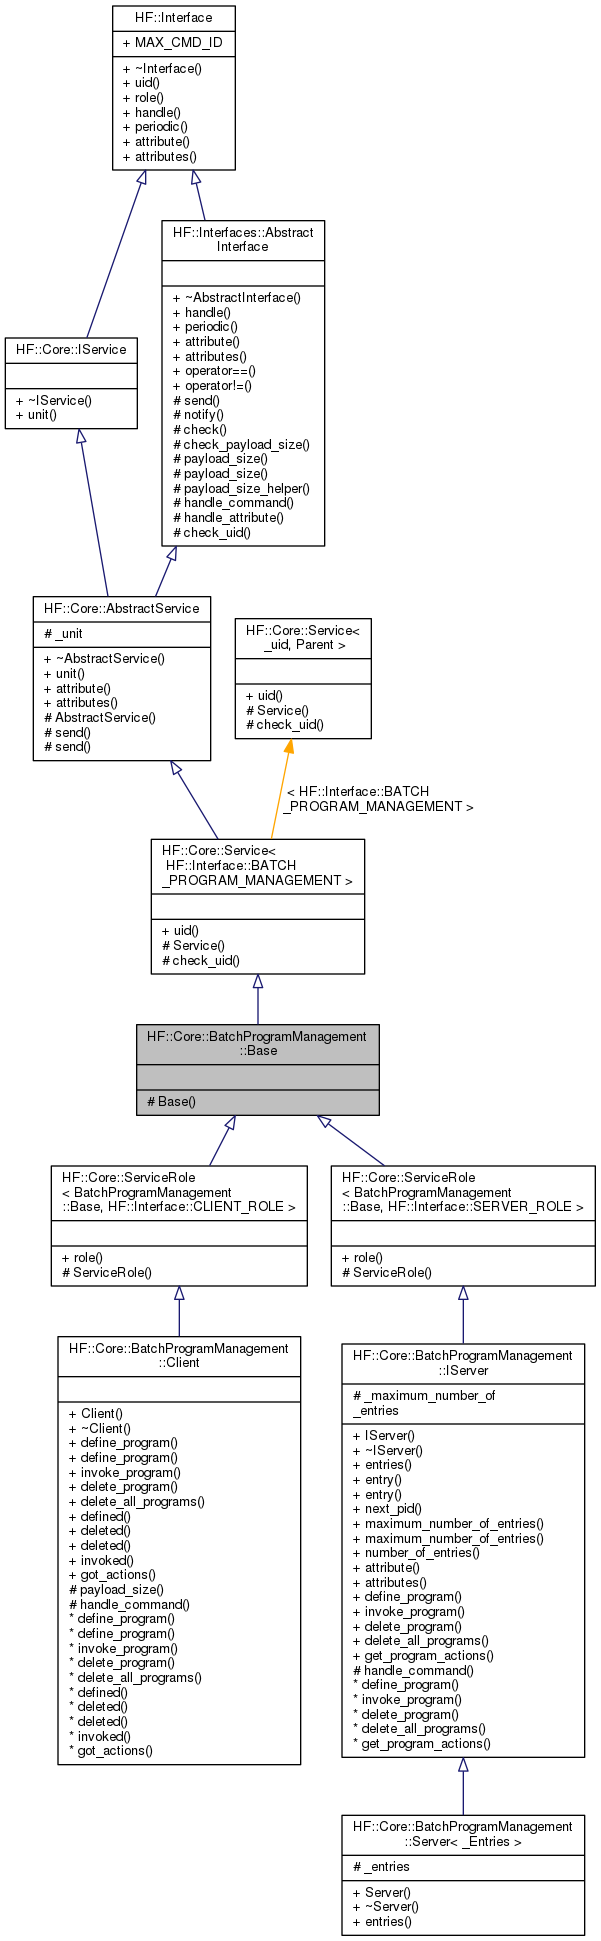 HF::Interface
+ MAX_CMD_ID
+ ~Interface()
+ uid()
+ role()
+ handle()
+ periodic()
+ attribute()
+ attributes()
HF::Interfaces::Abstract
Interface
+ ~AbstractInterface()
+ handle()
+ periodic()
+ attribute()
+ attributes()
+ operator==()
+ operator!=()
# send()
# notify()
# check()
# check_payload_size()
# payload_size()
# payload_size()
# payload_size_helper()
# handle_command()
# handle_attribute()
# check_uid()
HF::Core::IService
+ ~IService()
+ unit()
HF::Core::AbstractService
# _unit
+ ~AbstractService()
+ unit()
+ attribute()
+ attributes()
# AbstractService()
# send()
# send()
HF::Core::Service<
_uid, Parent >
+ uid()
# Service()
# check_uid()
< HF::Interface::BATCH
_PROGRAM_MANAGEMENT >
HF::Core::Service<
HF::Interface::BATCH
_PROGRAM_MANAGEMENT >
+ uid()
# Service()
# check_uid()
HF::Core::BatchProgramManagement
::Base
# Base()
HF::Core::ServiceRole
< BatchProgramManagement
::Base, HF::Interface::CLIENT_ROLE >
+ role()
# ServiceRole()
HF::Core::ServiceRole
< BatchProgramManagement
::Base, HF::Interface::SERVER_ROLE >
+ role()
# ServiceRole()
HF::Core::BatchProgramManagement
::Client
+ Client()
+ ~Client()
+ define_program()
+ define_program()
+ invoke_program()
+ delete_program()
+ delete_all_programs()
+ defined()
+ deleted()
+ deleted()
+ invoked()
+ got_actions()
# payload_size()
# handle_command()
* define_program()
* define_program()
* invoke_program()
* delete_program()
* delete_all_programs()
* defined()
* deleted()
* deleted()
* invoked()
* got_actions()
HF::Core::BatchProgramManagement
::IServer
# _maximum_number_of
_entries
+ IServer()
+ ~IServer()
+ entries()
+ entry()
+ entry()
+ next_pid()
+ maximum_number_of_entries()
+ maximum_number_of_entries()
+ number_of_entries()
+ attribute()
+ attributes()
+ define_program()
+ invoke_program()
+ delete_program()
+ delete_all_programs()
+ get_program_actions()
# handle_command()
* define_program()
* invoke_program()
* delete_program()
* delete_all_programs()
* get_program_actions()
HF::Core::BatchProgramManagement
::Server< _Entries >
# _entries
+ Server()
+ ~Server()
+ entries()